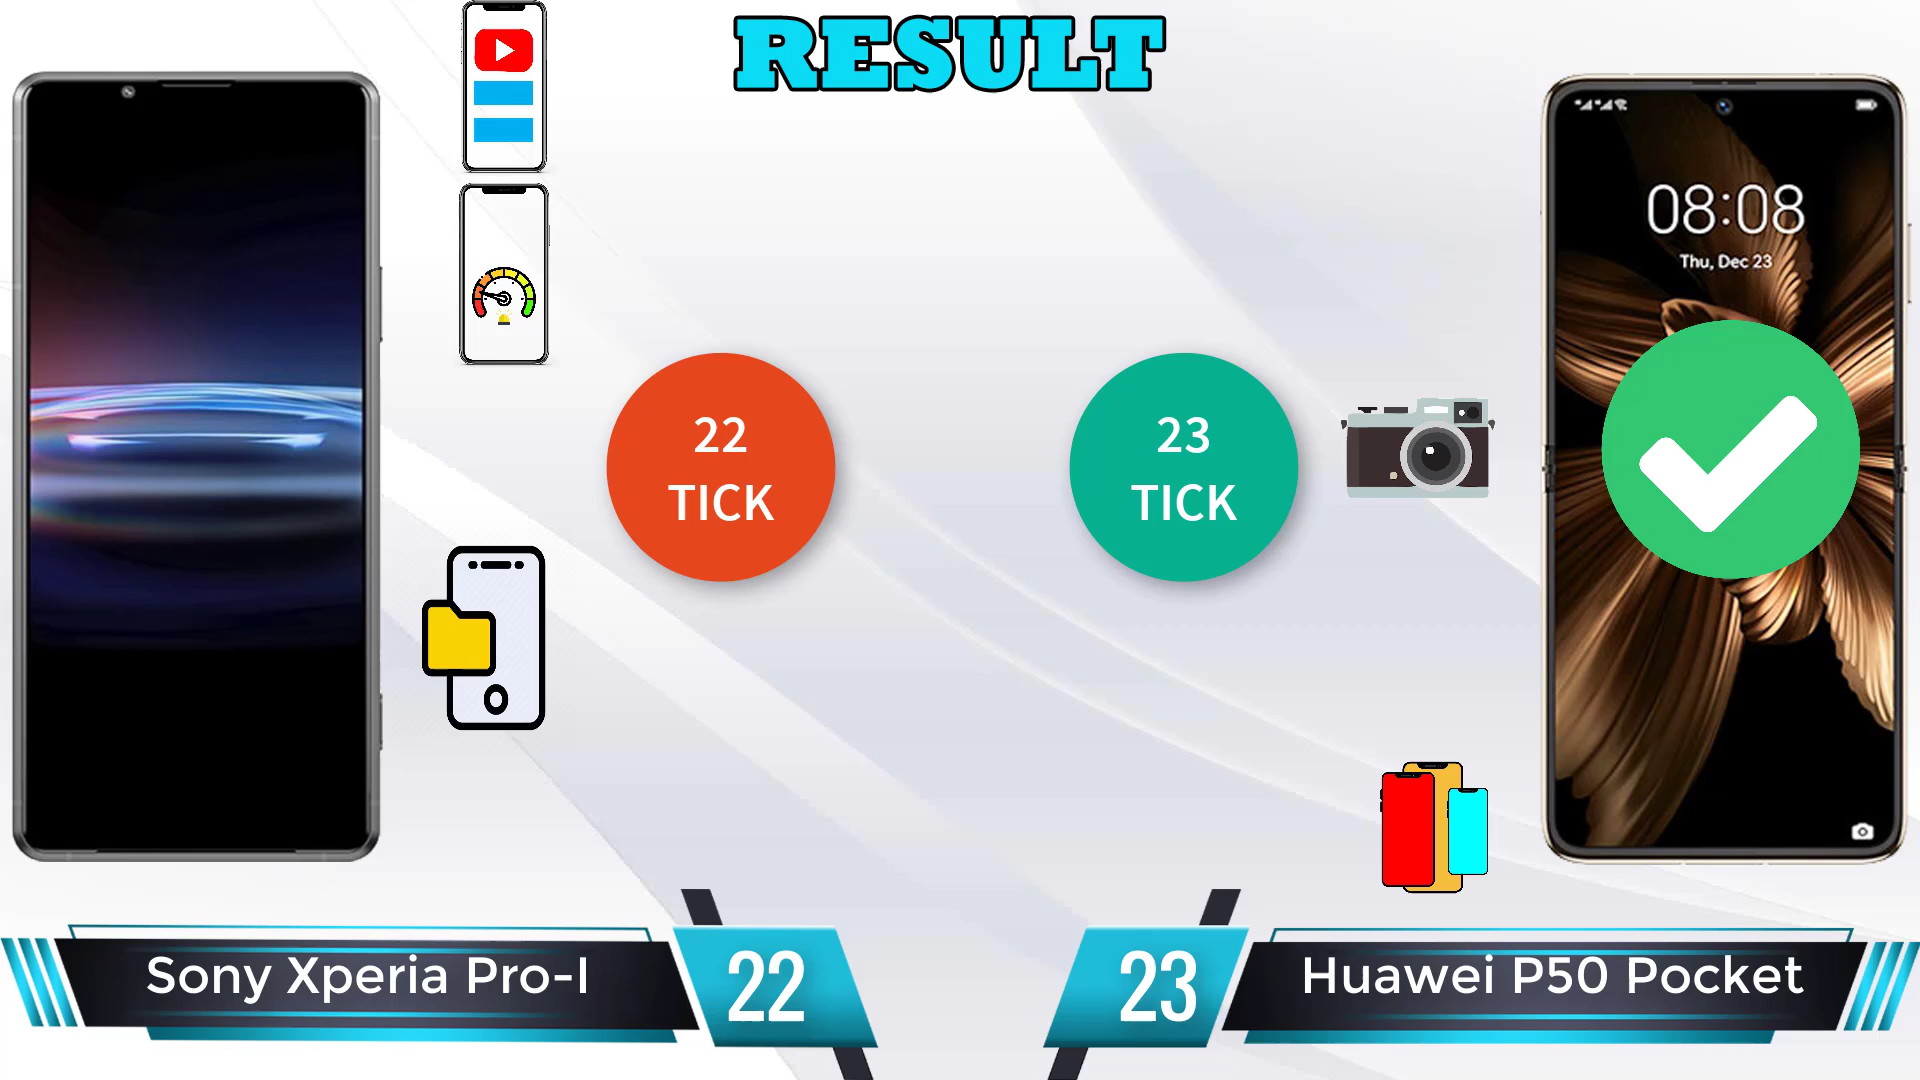 RESULT
08:08
Thu, Dec 23
22
TICK
23
TICK
Sony Xperia Pro-I
22
23
Huawei P50 Pocket